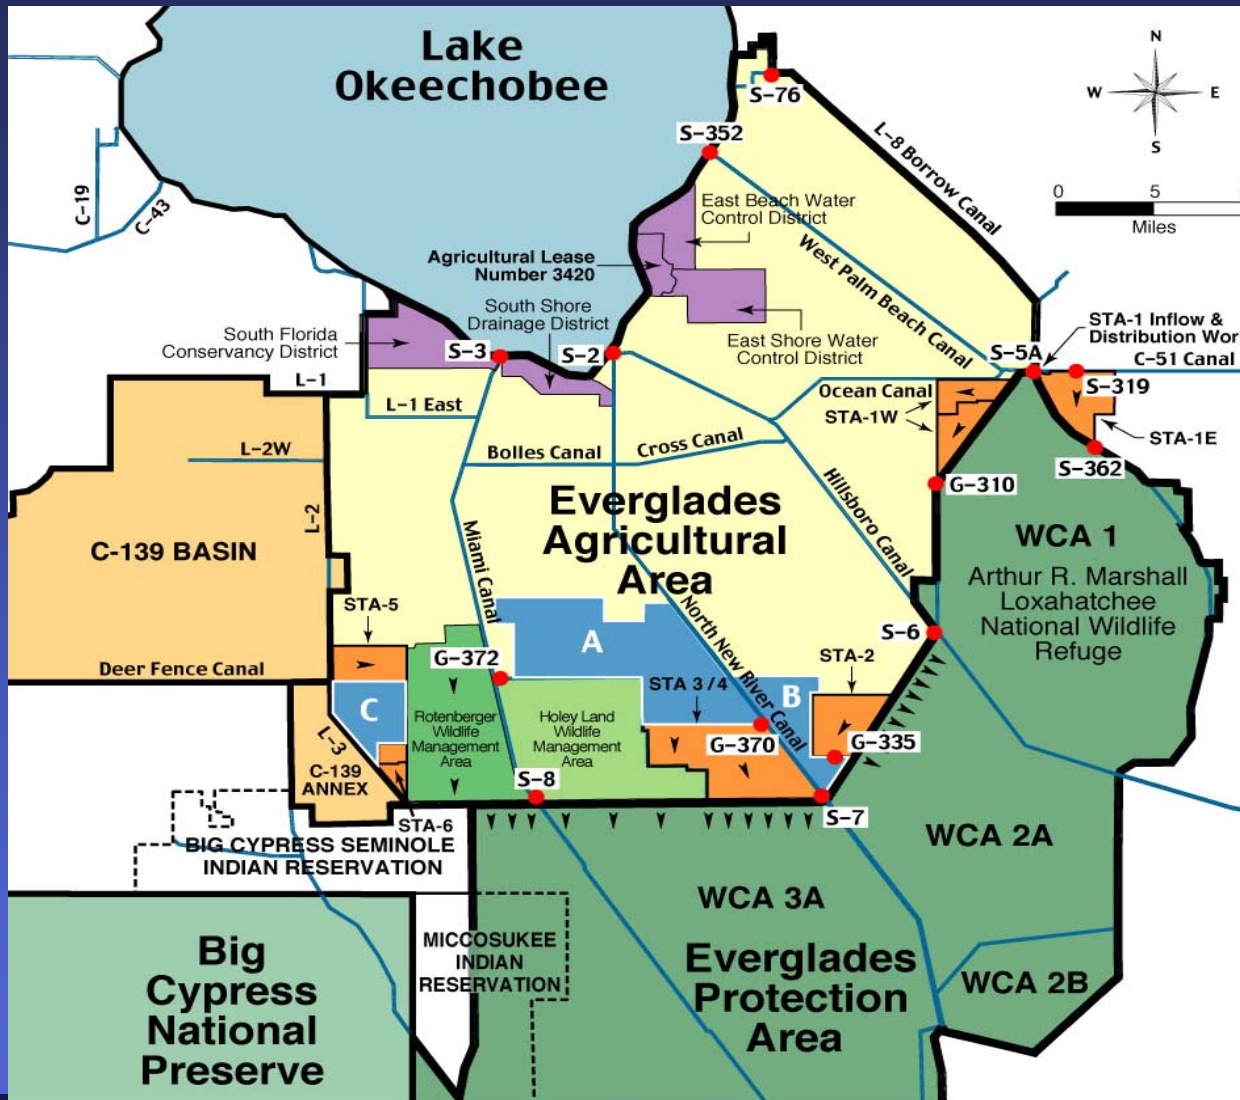 Lake
Okeechobee
N
W
E
S
0
5
Miles
S-76
S-352
L-8 Borrow Canal
C-19
C-43
East Beach Water
Control District
Agricultural Lease
Number 3420
West Palm Beach Canal
South Shore
Drainage District
South Florida
Conservancy District
East Shore Water
Control District
S-3
S-2
S-5A
STA-1 Inflow &
Distribution Wor
C-51 Canal
S-319
L-1
L-1 East
Ocean Canal
STA-1W
STA-1E
S-362
L-2W
Bolles Canal
Cross Canal
Hillsboro Canal
G-310
L-2
Everglades
Agricultural
Area
C-139 BASIN
Miami Canal
WCA 1
Arthur R. Marshall
Loxahatchee
National Wildlife
Refuge
STA-5
North New River Canal
S-6
A
G-372
STA-2
Deer Fence Canal
STA 3/4
B
C
Rotenberger
Wildlife
Management
Area
Holey Land
Wildlife
Management
Area
G-370
G-335
L-3
C-139
ANNEX
S-8
S-7
STA-6
BIG CYPRESS SEMINOLE
INDIAN RESERVATION
WCA 2A
WCA 3A
MICCOSUKEE
INDIAN
RESERVATION
Everglades
Protection
Area
WCA 2B
Big
Cypress
National
Preserve